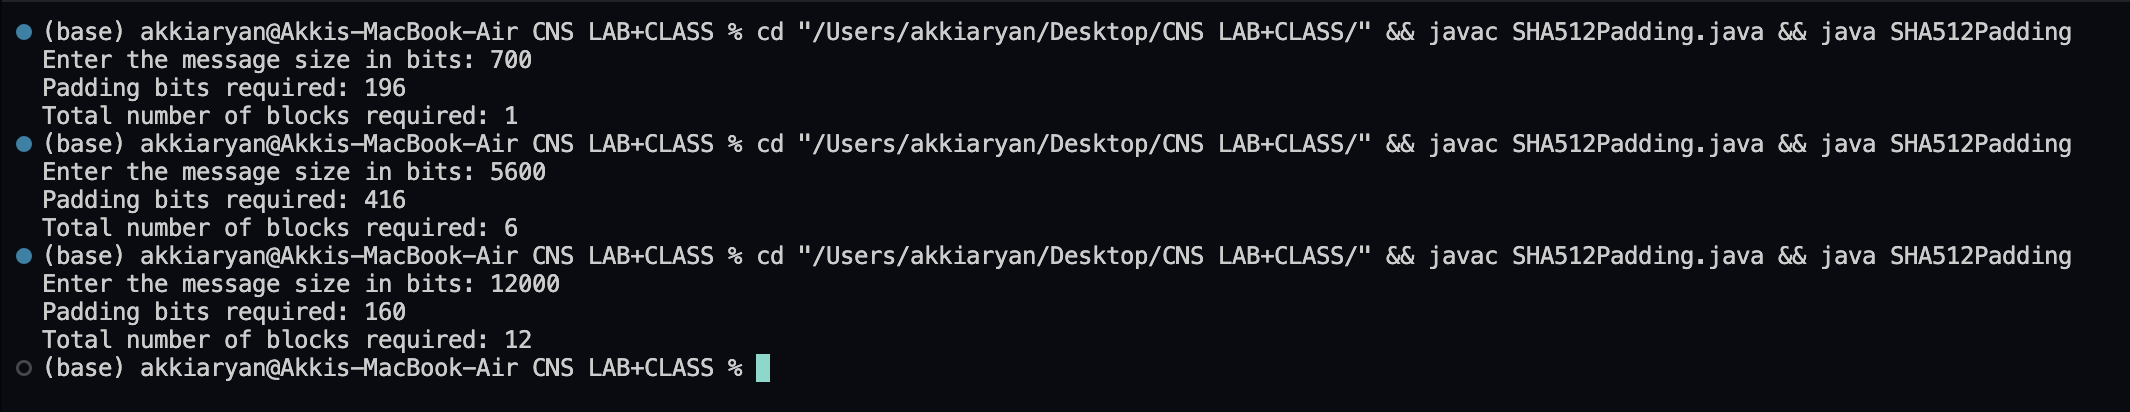 (base) akkiaryan@Akkis-MacBook-Air CNS LAB+CLASS % cd "/Users/akkiaryan/Desktop/CNS LAB+CLASS/" && javac SHA512Padding.java && java SHA512Padding
Enter the message size in bits: 700
Padding bits required: 196
Total number of blocks required: 1
(base) akkiaryan@Akkis-MacBook-Air CNS LAB+CLASS % cd "/Users/akkiaryan/Desktop/CNS LAB+CLASS/" && javac SHA512Padding.java && java SHA512Padding
Enter the message size in bits: 5600
Padding bits required: 416
Total number of blocks required: 6
(base) akkiaryan@Akkis-MacBook-Air CNS LAB+CLASS % cd "/Users/akkiaryan/Desktop/CNS LAB+CLASS/" && javac SHA512Padding.java && java SHA512Padding
Enter the message size in bits: 12000
Padding bits required: 160
Total number of blocks required: 12
(base) akkiaryan@Akkis-MacBook-Air CNS LAB+CLASS %